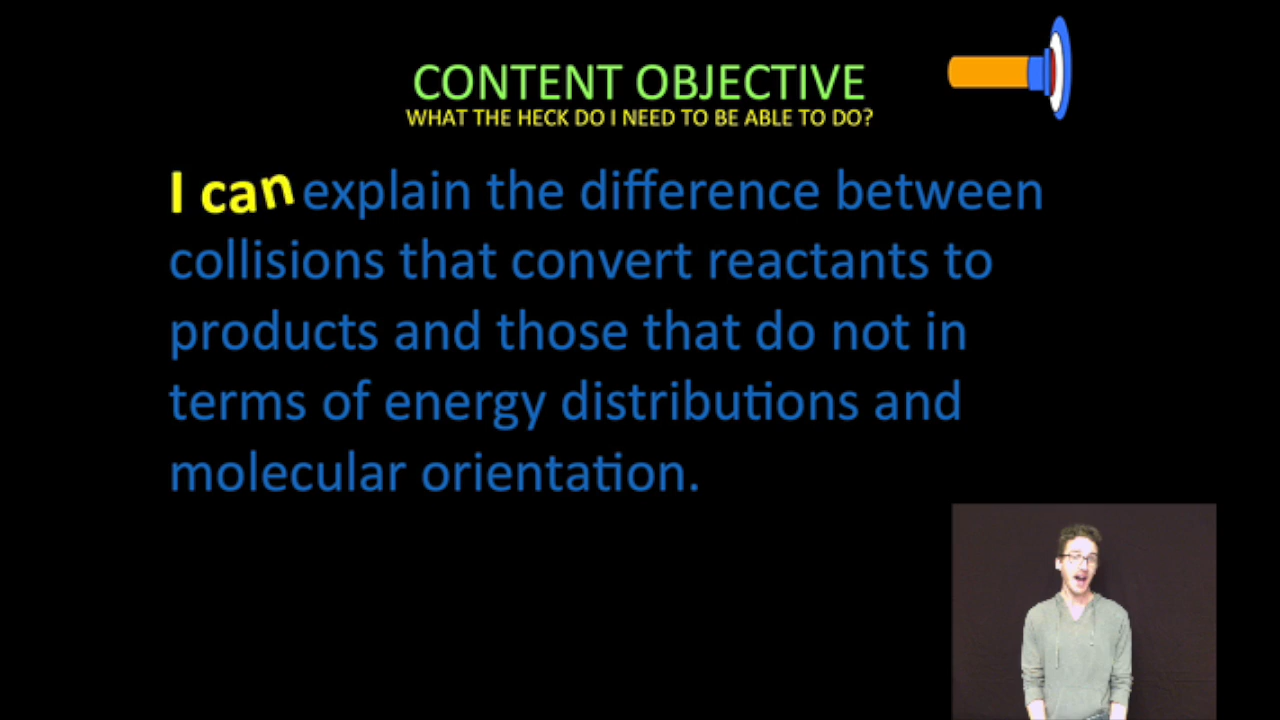 CONTENT OBJECTIVE
WHAT THE HECK DO I NEED TO BE ABLE TO DO?
I can explain the difference between
collisions that convert reactants to
products and those that do not in
terms of energy distributions and
molecular orientation.